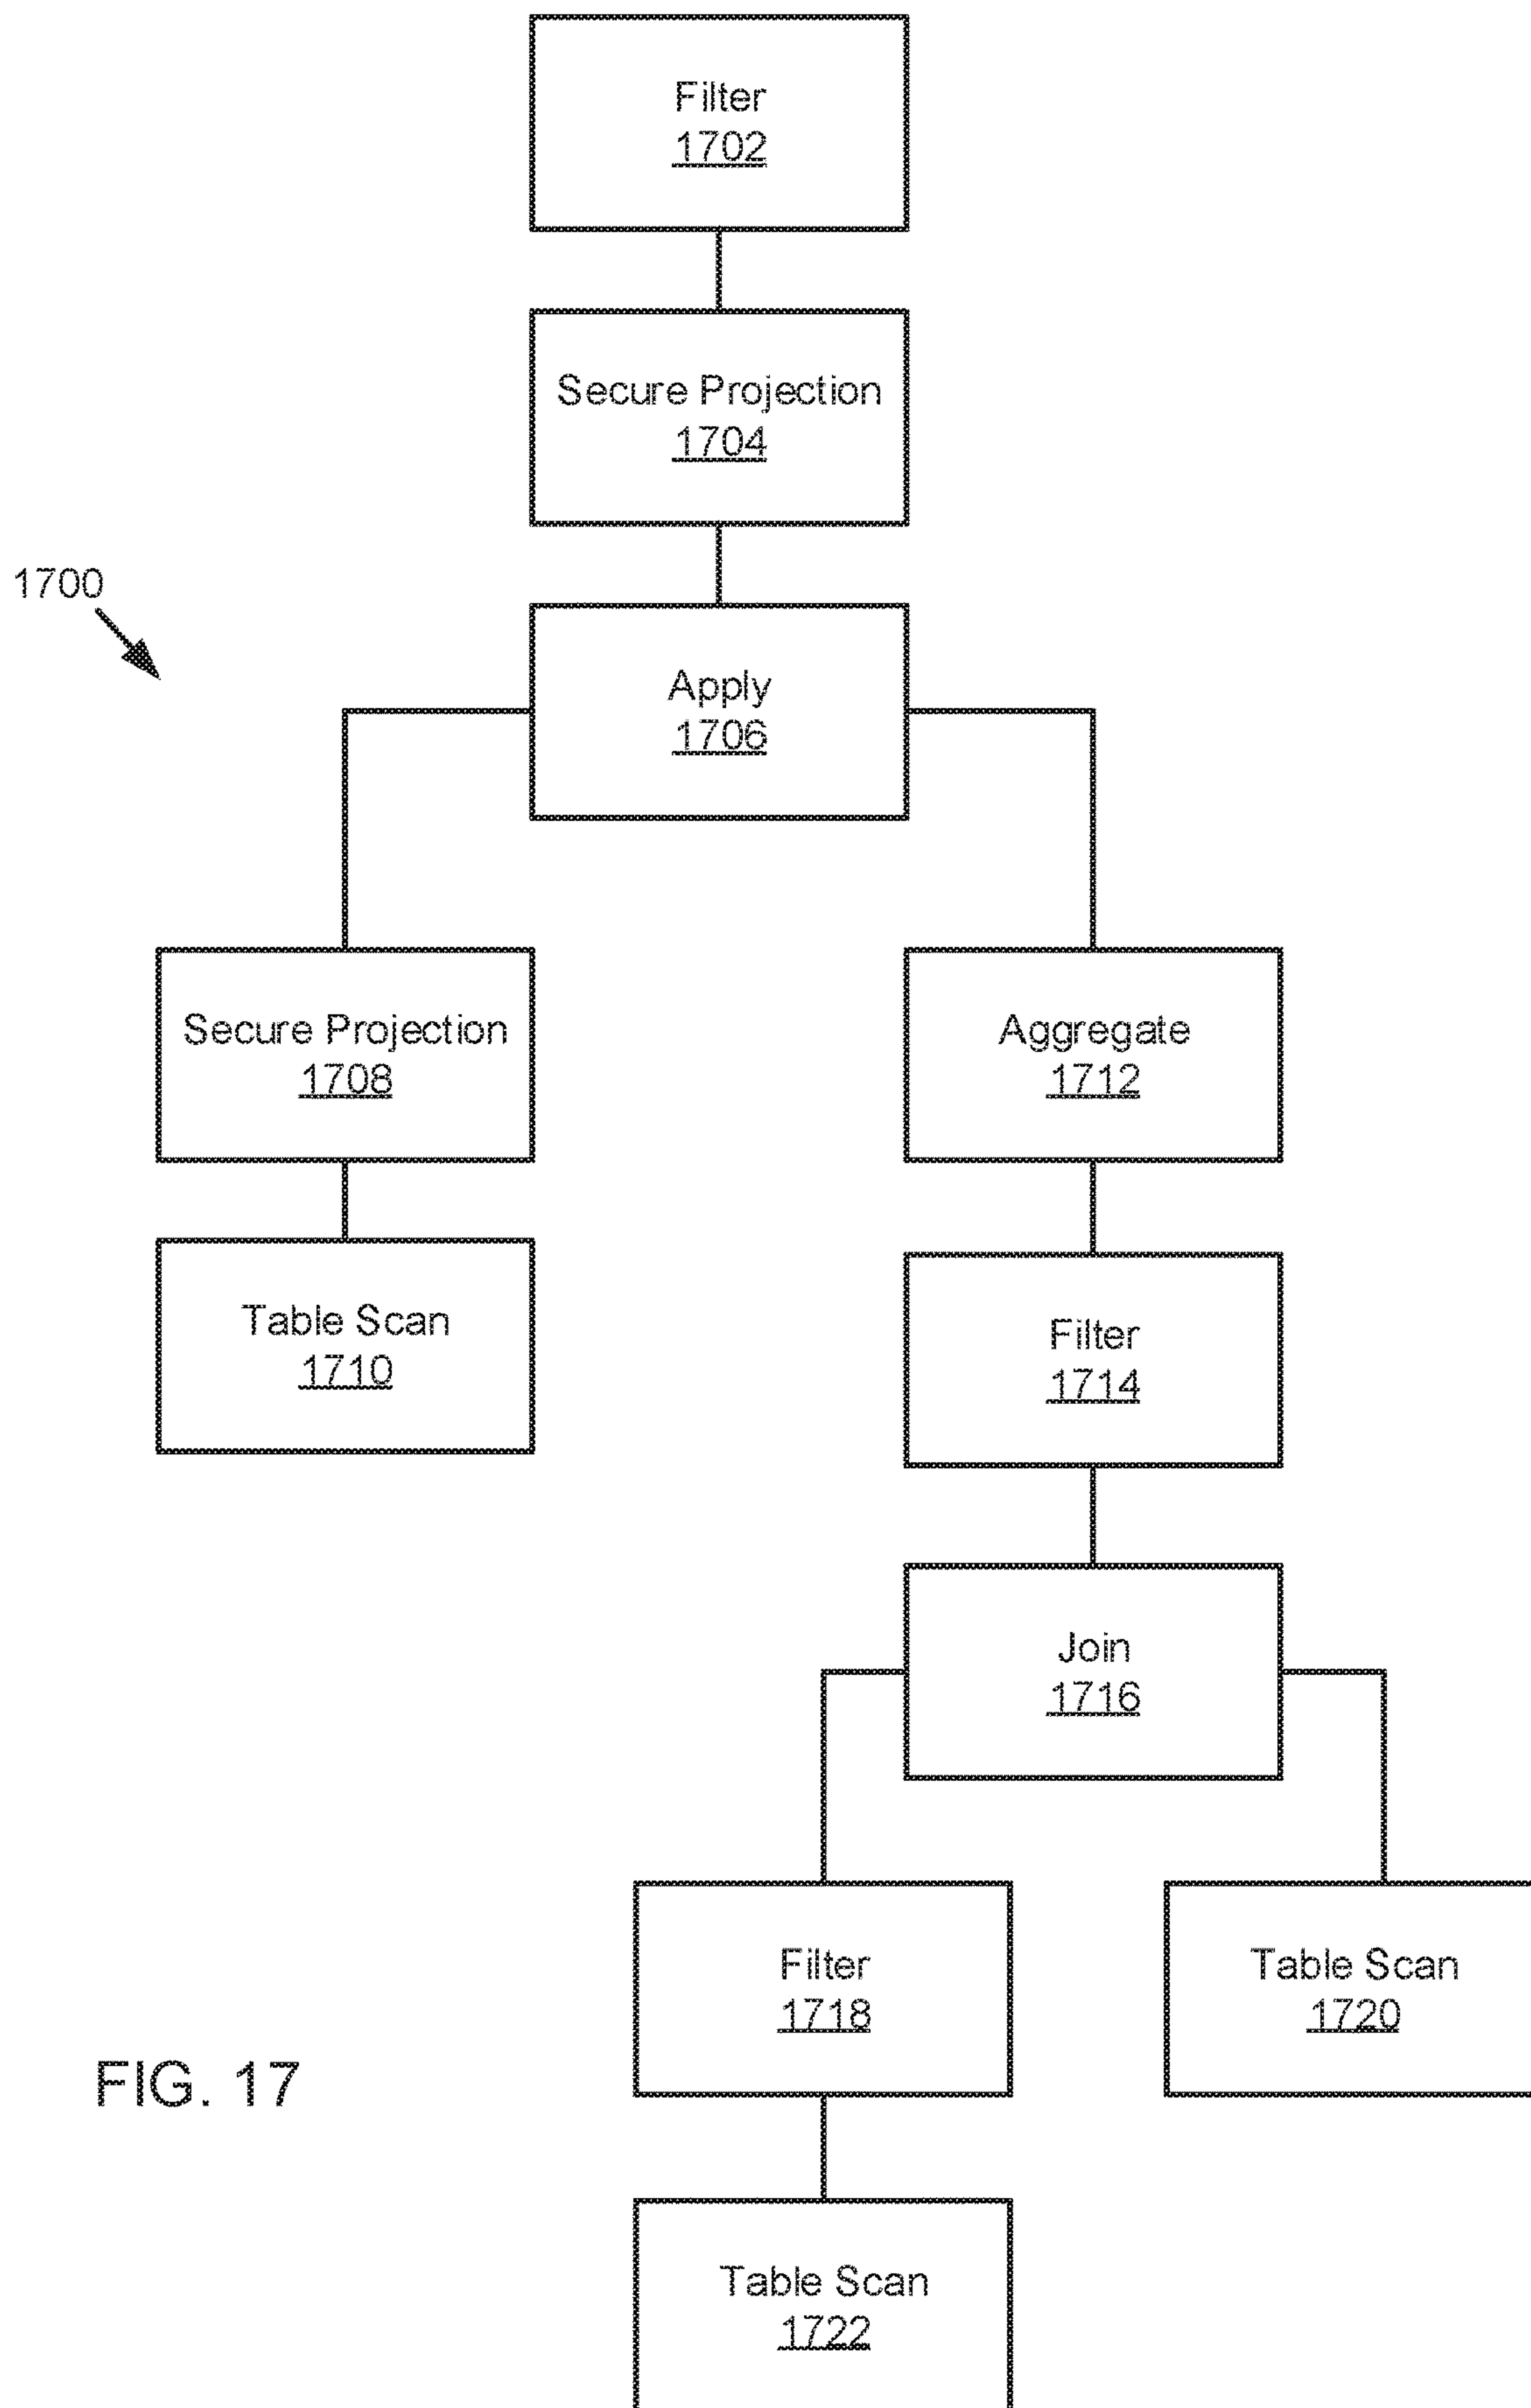 Filter
1702
Secure Projection
1704
1700
Apply
1706
Secure Projection
1708
Aggregate
1712
Table Scan
1710
Filter
1714
Join
1716
Filter
1718
Table Scan
1720
FIG. 17
Table Scan
1722